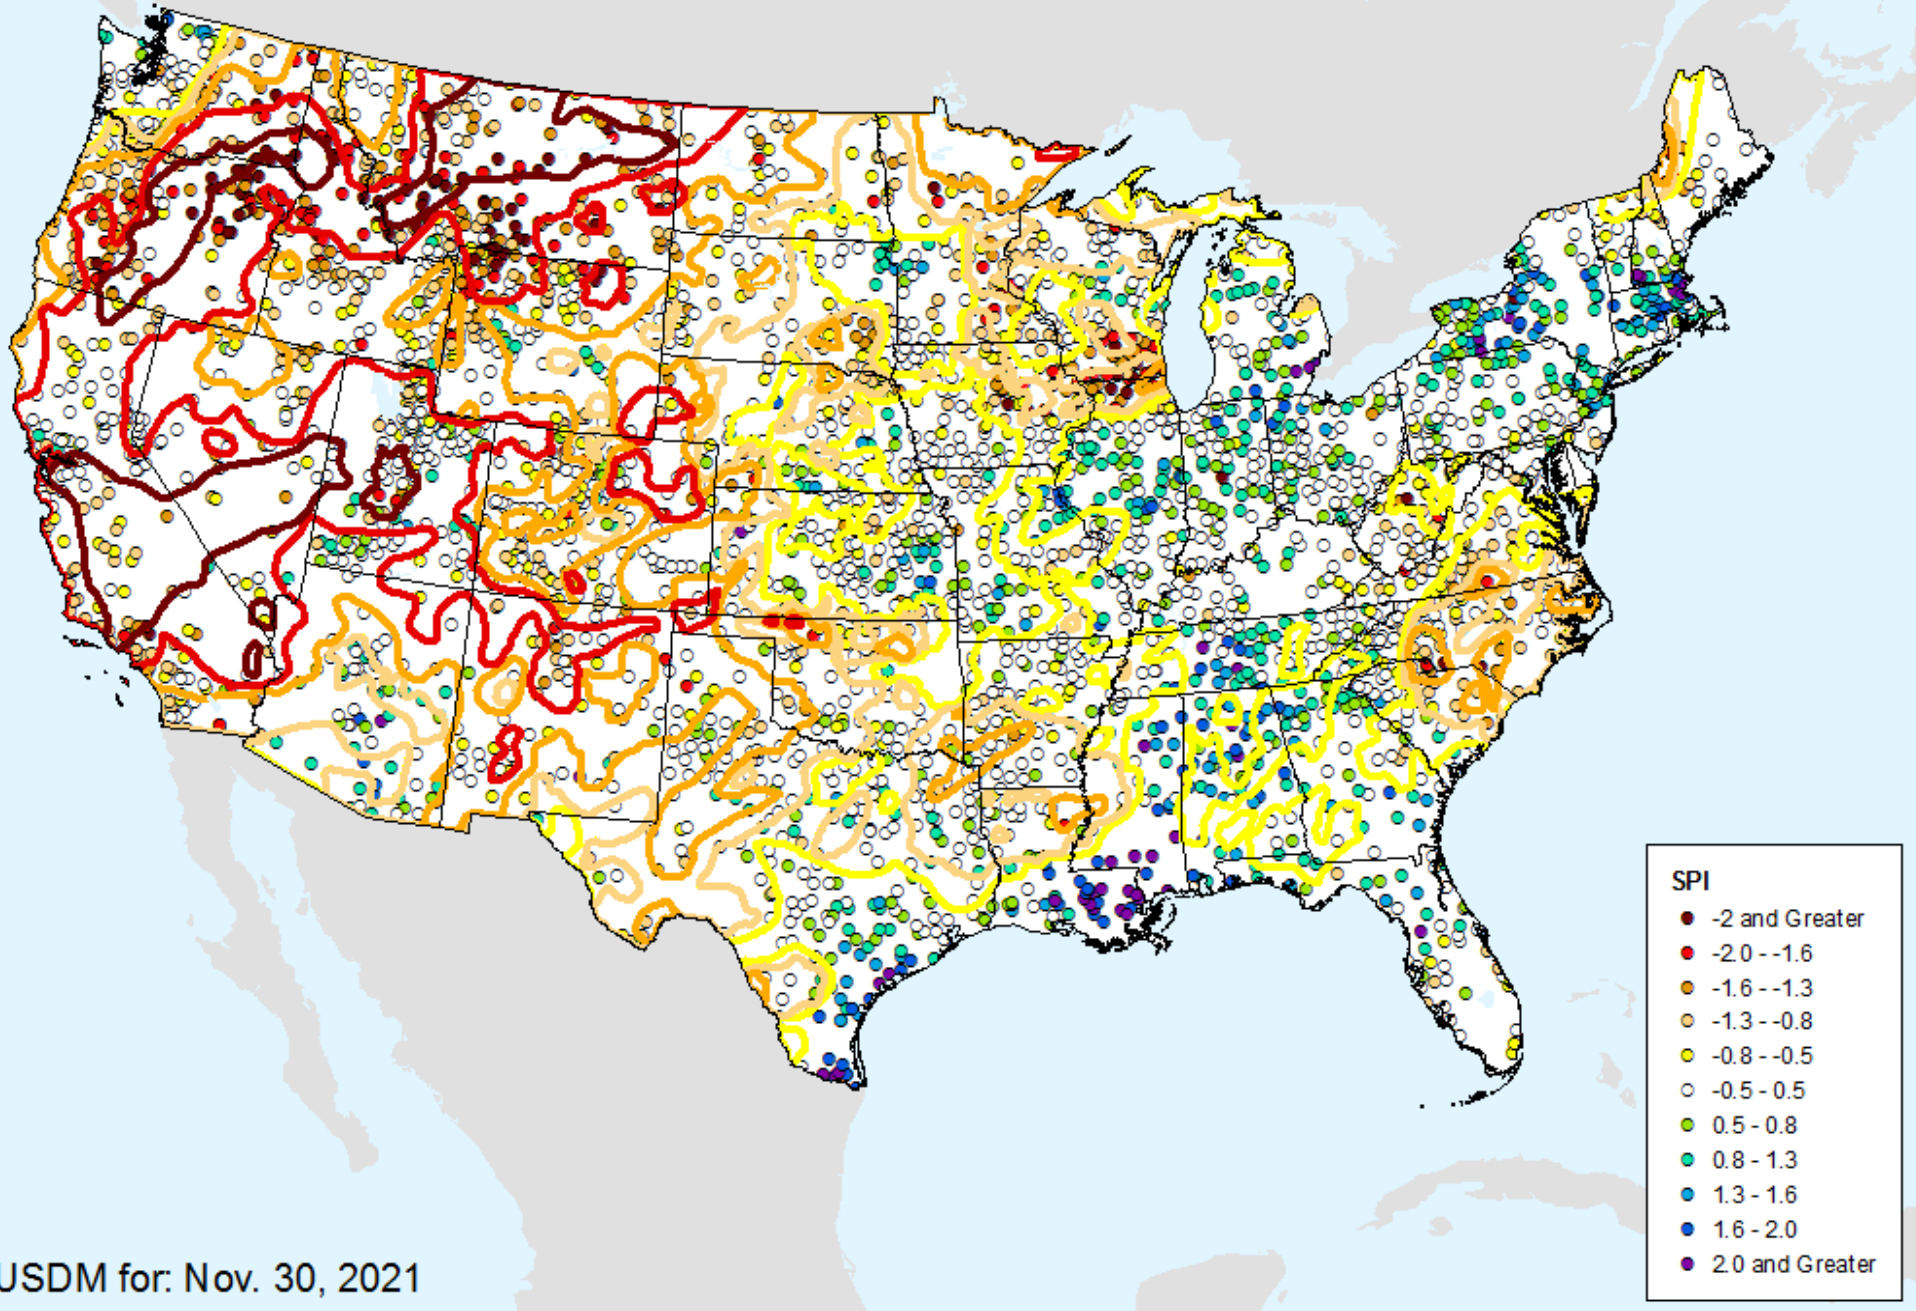 SPI
-2 and Greater
-2.0 - -1.6
-1.6 - -1.3
-1.3 - -0.8
-0.8 - -0.5
-0.5 - 0.5
0.5 - 0.8
0.8 - 1.3
1.3 - 1.6
1.6 - 2.0
2.0 and Greater
USDM for: Nov. 30, 2021